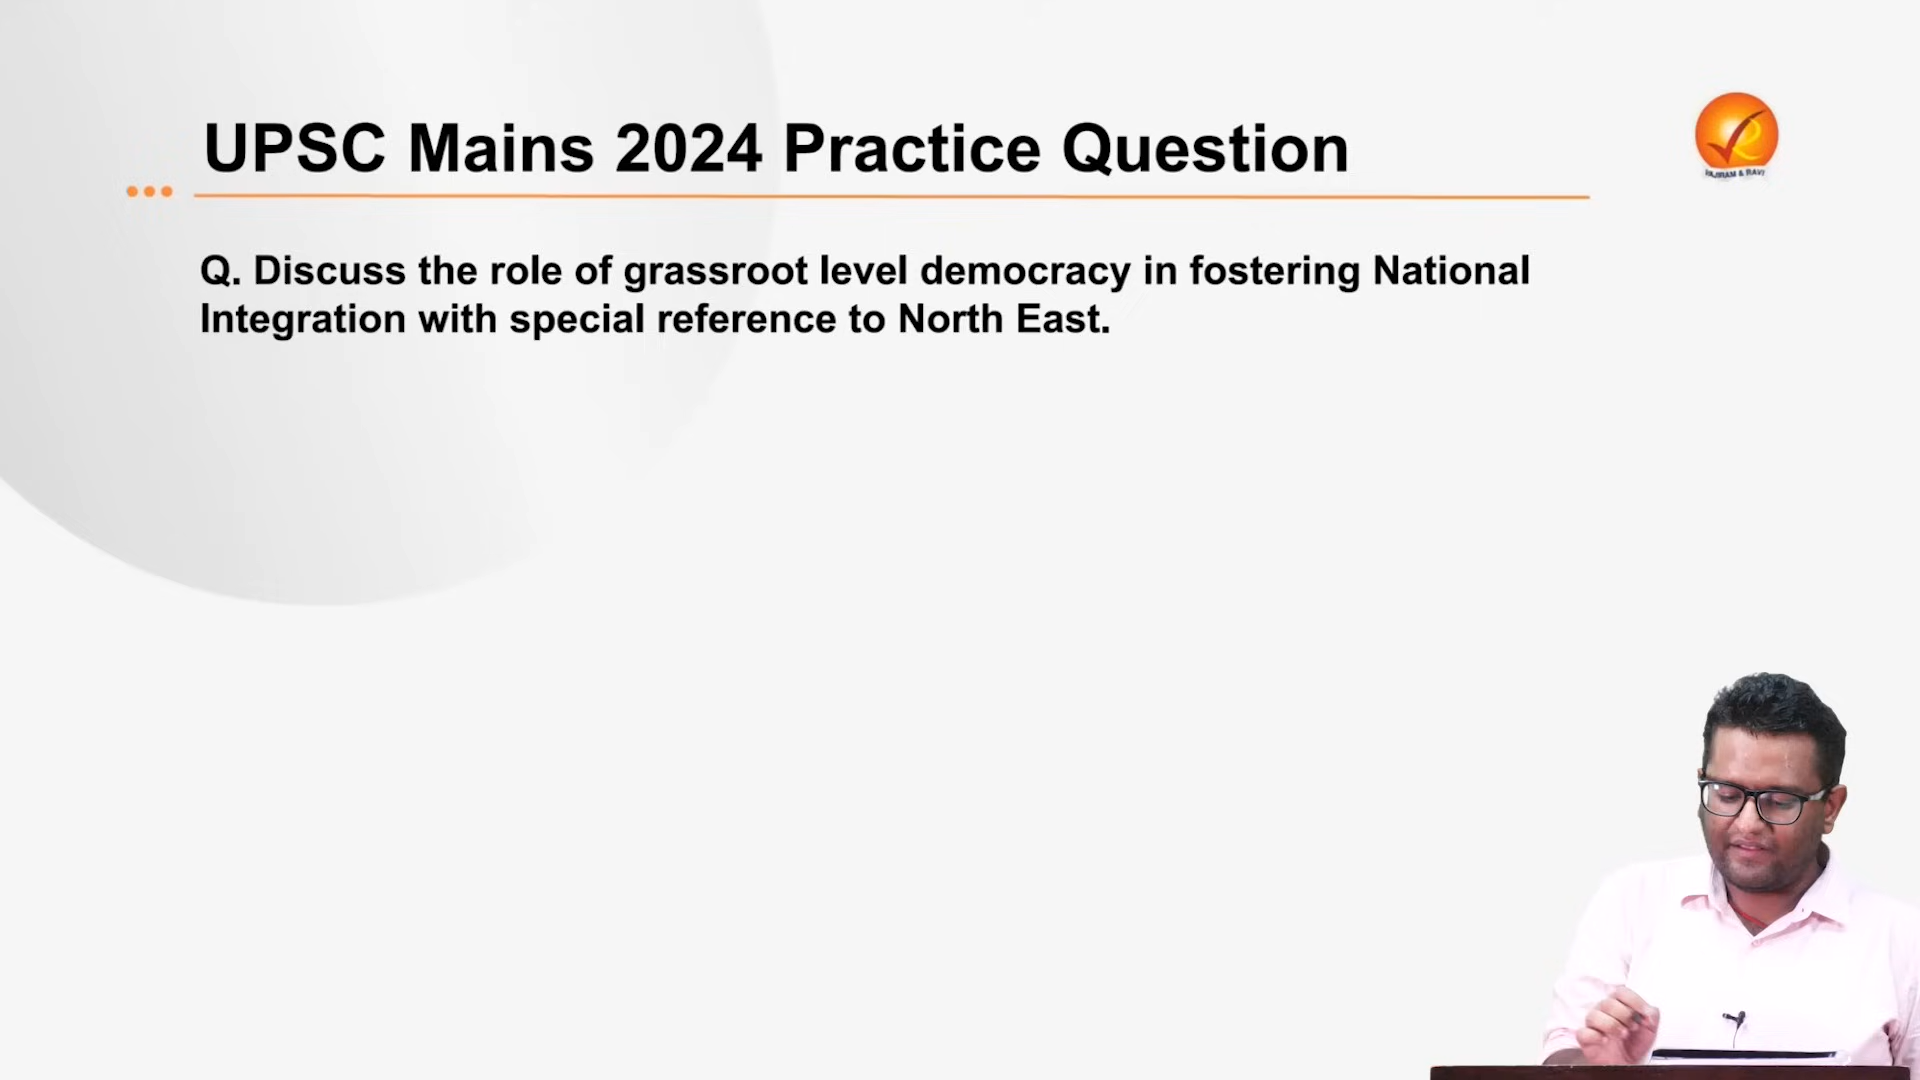 UPSC Mains 2024 Practice Question
Q. Discuss the role of grassroot level democracy in fostering National
Integration with special reference to North East.
& RAVI